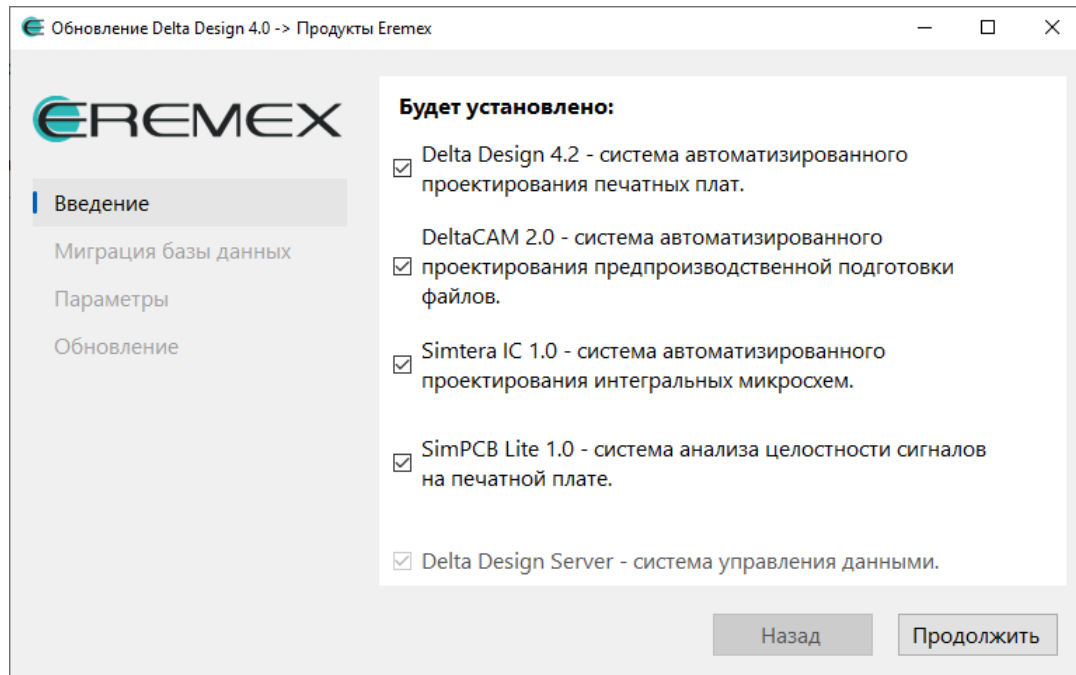 Обновление Delta Design 4.0 -> Продукты Eremex
EREMEX
Введение
Миграция базы данных
Параметры
Обновление
Будет установлено:
Delta Design 4.2 - система автоматизированного
проектирования печатных плат.
DeltaCAM 2.0 - система автоматизированного
проектирования предпроизводственной подготовки
файлов.
Simtera IC 1.0 - система автоматизированного
проектирования интегральных микросхем.
SimPCB Lite 1.0 - система анализа целостности сигналов
на печатной плате.
Delta Design Server - система управления данными.
Назад
Продолжить